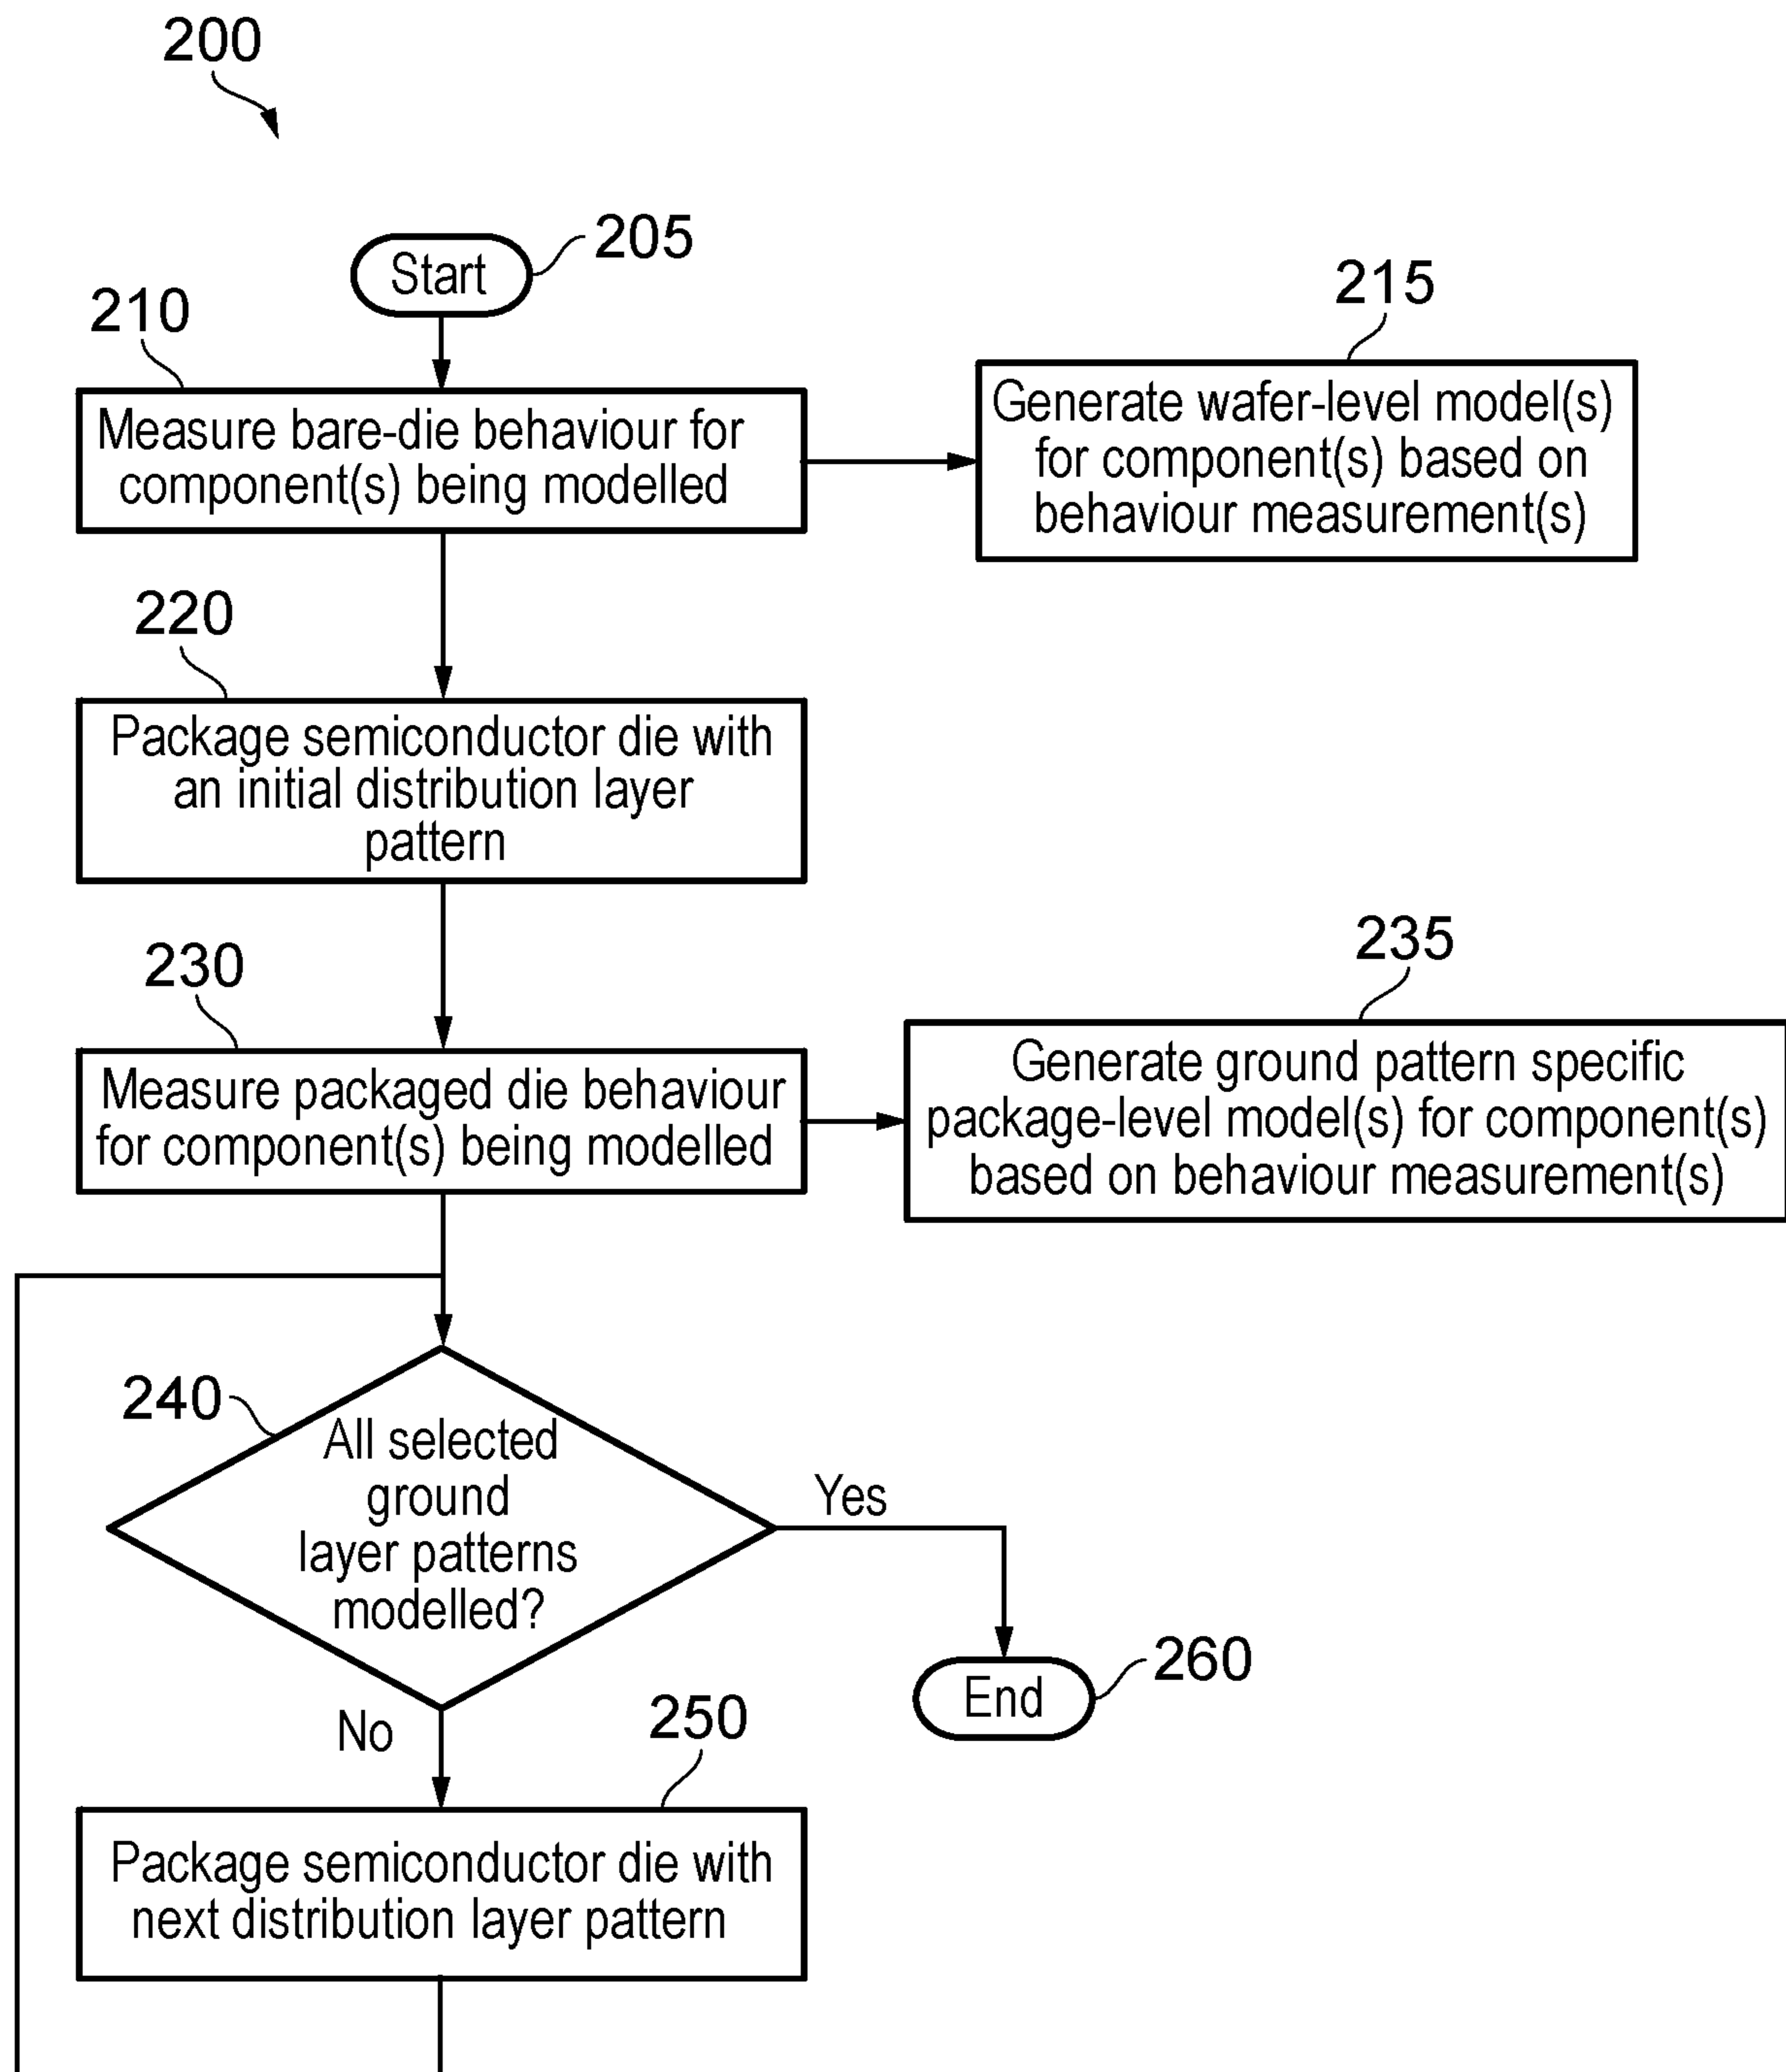 200
Start
205
210
Measure bare-die behaviour for
component(s) being modelled
215
Generate wafer-level model(s)
for component(s) based on
behaviour measurement(s)
220
Package semiconductor die with
an initial distribution layer
pattern
230
Measure packaged die behaviour
for component(s) being modelled
235
Generate ground pattern specific
package-level model(s) for component(s)
based on behaviour measurement(s)
240
All selected
ground
layer patterns
modelled?
Yes
End
260
No
250
Package semiconductor die with
next distribution layer pattern